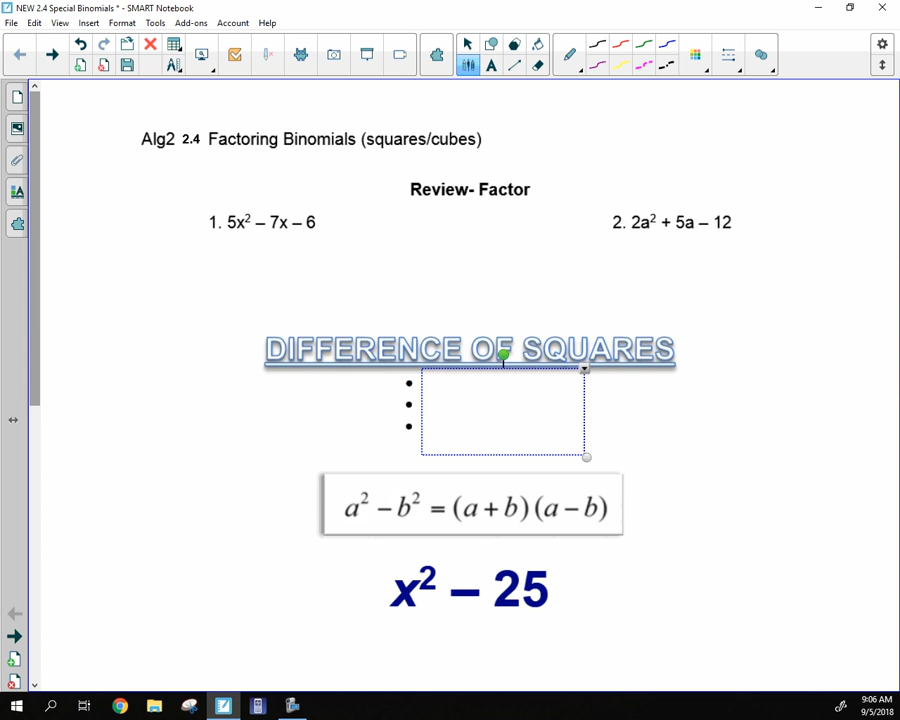 NEW 2.4 Special Binomials * - SMART Notebook
File Edit View Insert Format Tools Add-ons Account Help
Alg2 2.4 Factoring Binomials (squares/cubes)
Review- Factor
1. 5x² – 7x – 6
2. 2a² + 5a – 12
DIFFERENCE OF SQUARES
•
•
•
a² − b² = (a + b)(a − b)
x² – 25
9:06 AM
9/5/2018